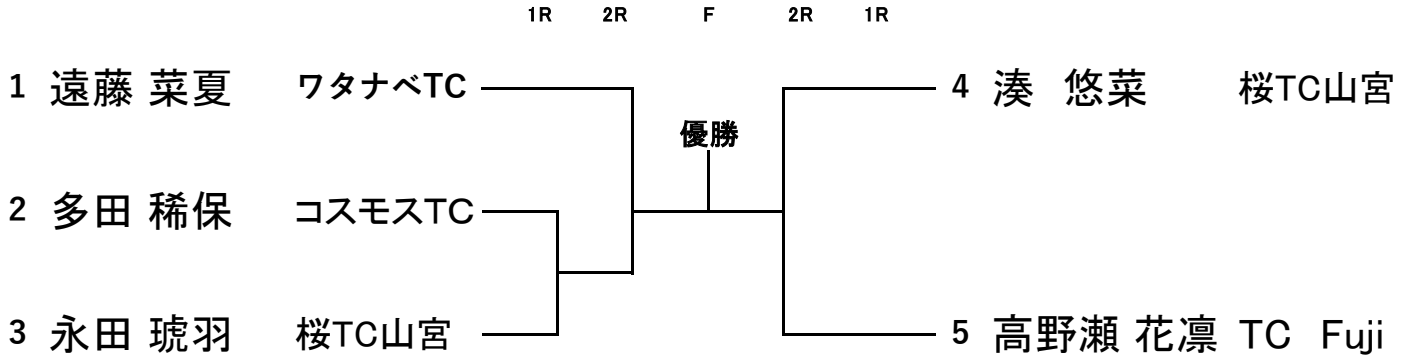 1R 2R F 2R 1R
1 遠藤 菜夏 ワタナベTC
4 湊 悠菜 桜TC山宮
優勝
2 多田 稀保 コスモスTC
3 永田 琥羽 桜TC山宮
5 高野瀬 花凛 TC Fuji